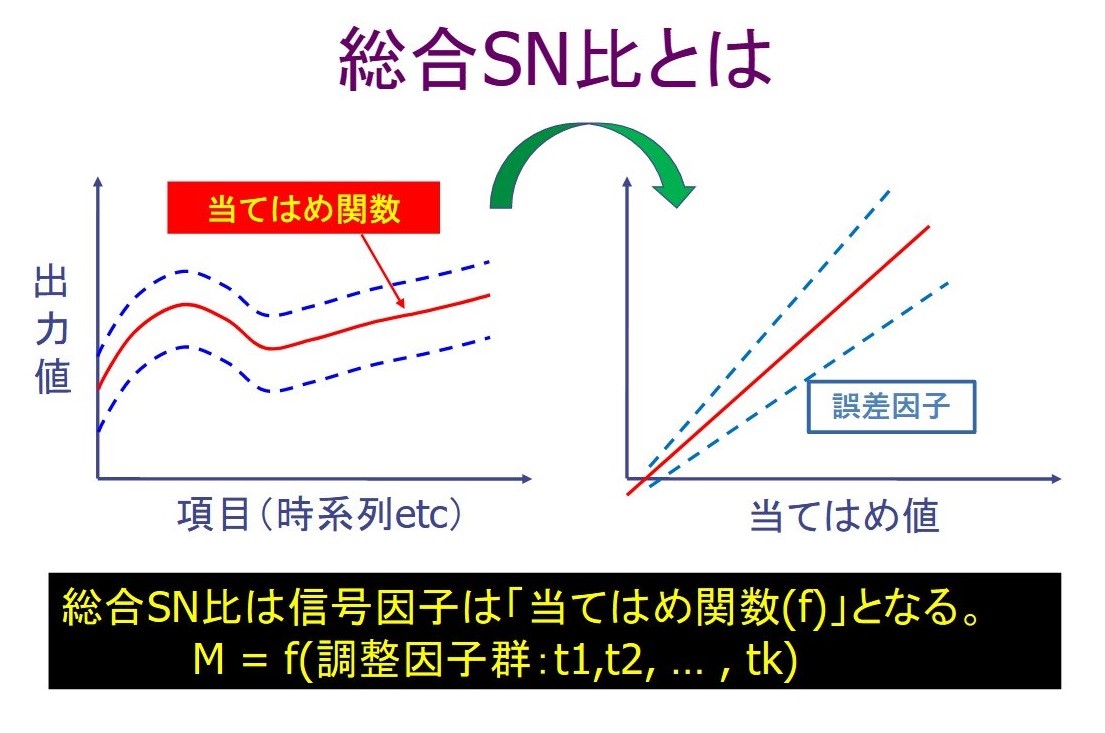 総合SN比とは
当てはめ関数
出力値
項目(時系列etc)
誤差因子
当てはめ値
総合SN比は信号因子は「当てはめ関数(f)」となる。
M = f(調整因子群:t1,t2, … , tk)